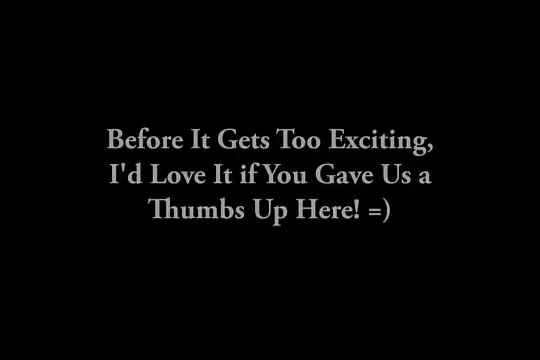 Before It Gets Too Exciting,
I'd Love It if You Gave Us a
Thumbs Up Here! =)